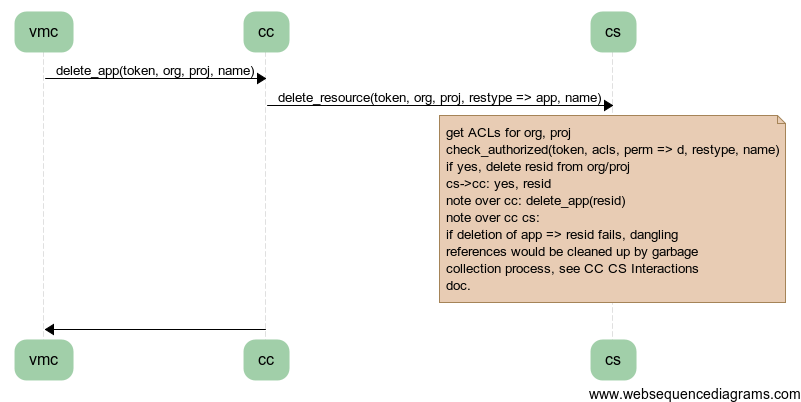 vmc cc cs
delete_app(token, org, proj, name)
delete_resource(token, org, proj, restype => app, name)
get ACLs for org, proj
check_authorized(token, acls, perm => d, restype, name)
if yes, delete resid from org/proj
cs->cc: yes, resid
note over cc: delete_app(resid)
note over cc cs:
if deletion of app => resid fails, dangling
references would be cleaned up by garbage
collection process, see CC CS Interactions
doc.
vmc cc cs
www.websequencediagrams.com